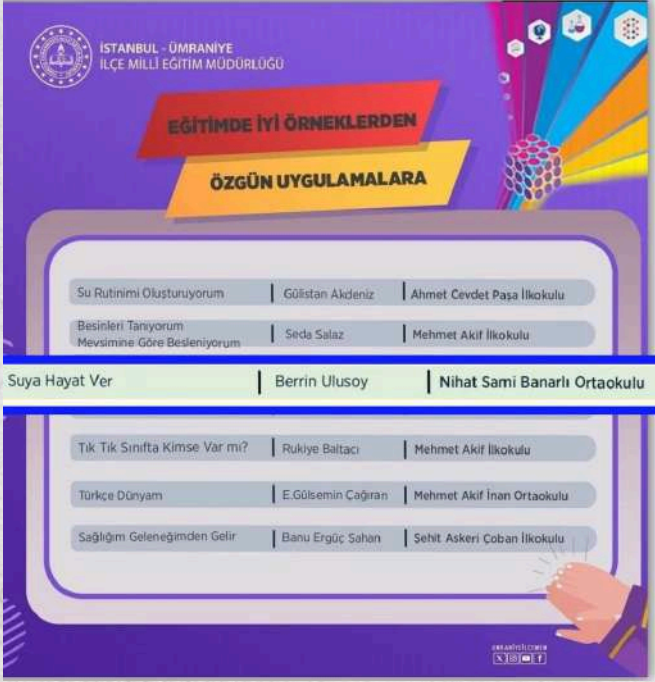 İSTANBUL - ÜMRANİYE
İLÇE MİLLÎ EĞİTİM MÜDÜRLÜĞÜ
EĞİTİMDE İYİ ÖRNEKLERDEN
ÖZGÜN UYGULAMALARA
Su Rutinimi Oluşturuyorum | Gülistan Akdeniz | Ahmet Cevdet Paşa İlkokulu
Besinleri Tanıyorum
Mevsimine Göre Besleniyorum | Seda Salaz | Mehmet Akif İlkokulu
Suya Hayat Ver | Berrin Ulusoy | Nihat Sami Banarlı Ortaokulu
Tık Tık Sınıfta Kimse Var mı? | Rukiye Baltacı | Mehmet Akif İlkokulu
Türkçe Dünyam | E.Gülsemin Çağıran | Mehmet Akif İnan Ortaokulu
Sağlığım Geleneğimden Gelir | Banu Ergüç Şahan | Şehit Askeri Çoban İlkokulu